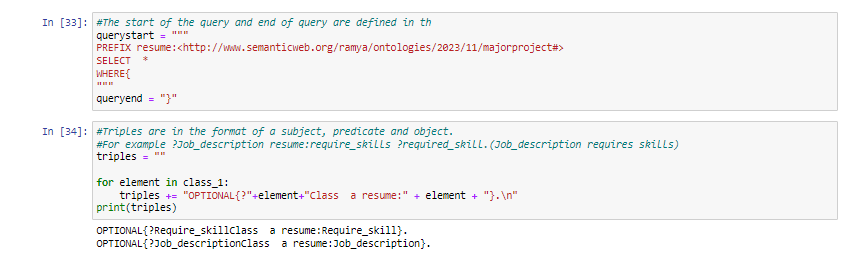 In [33]: #The start of the query and end of query are defined in th
querystart = """
PREFIX resume:<http://www.semanticweb.org/ramya/ontologies/2023/11/majorproject#>
SELECT  *
WHERE{
"""
queryend = "}"
In [34]: #Triples are in the format of a subject, predicate and object.
#For example ?Job_description resume:require_skills ?required_skill.(Job_description requires skills)
triples = ""
for element in class_1:
    triples += "OPTIONAL{?"+element+"Class  a resume:" + element + "}.\n"
print(triples)
OPTIONAL{?Require_skillClass  a resume:Require_skill}.
OPTIONAL{?Job_descriptionClass  a resume:Job_description}.